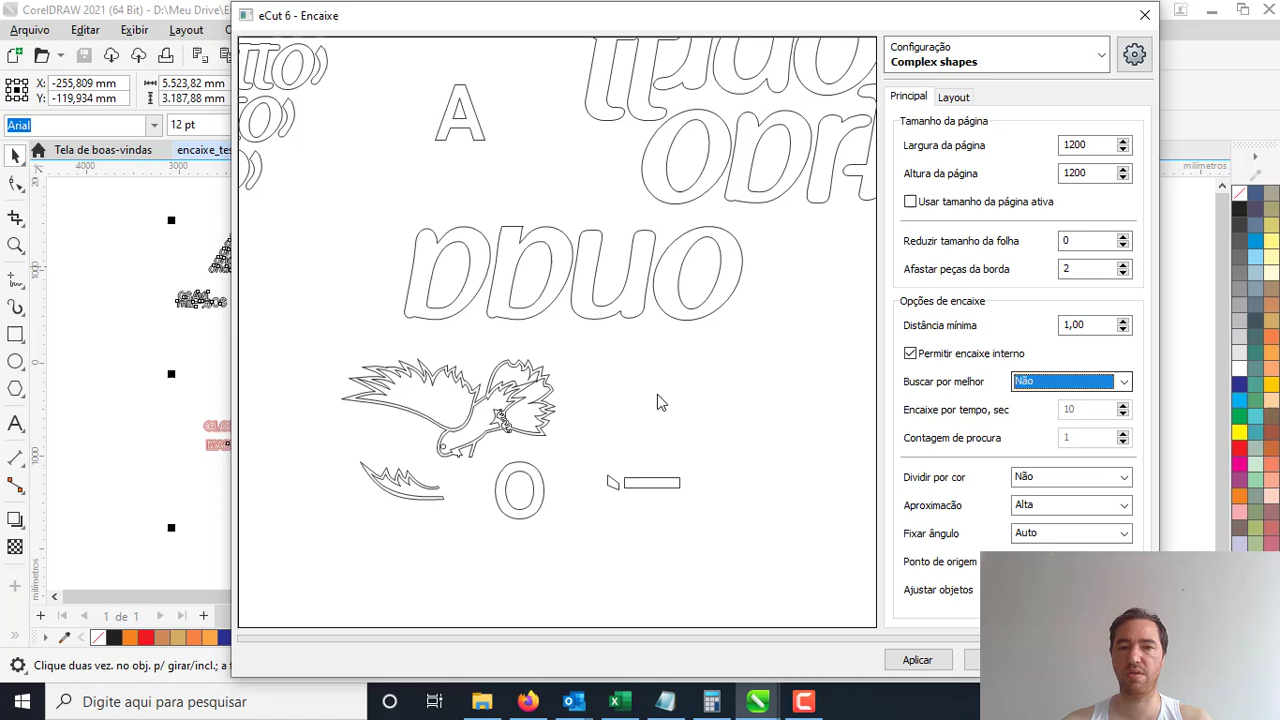 CorelDRAW 2021 (64 Bit) - D:\Meu Drive\E
Arquivo Editar Exibir Layout
X: -255,809 mm 5.523,82 mm
Y: -119,934 mm 3.187,88 mm
Arial 12 pt
Tela de boas-vindas encaixe_tes
4000 3000
1 de 1
Clique duas vez. no obj. p/ girar/incl.; a f
milímetros
eCut 6 - Encaixe
A
O
Configuração
Complex shapes
Principal Layout
Tamanho da página
Largura da página 1200
Altura da página 1200
Usar tamanho da página ativa
Reduzir tamanho da folha 0
Afastar peças da borda 2
Opções de encaixe
Distância mínima 1,00
Permitir encaixe interno
Buscar por melhor Não
Encaixe por tempo, sec 10
Contagem de procura 1
Dividir por cor Não
Aproximacão Alta
Fixar ângulo Auto
Ponto de origem
Ajustar objetos
Aplicar
Digite aqui para pesquisar